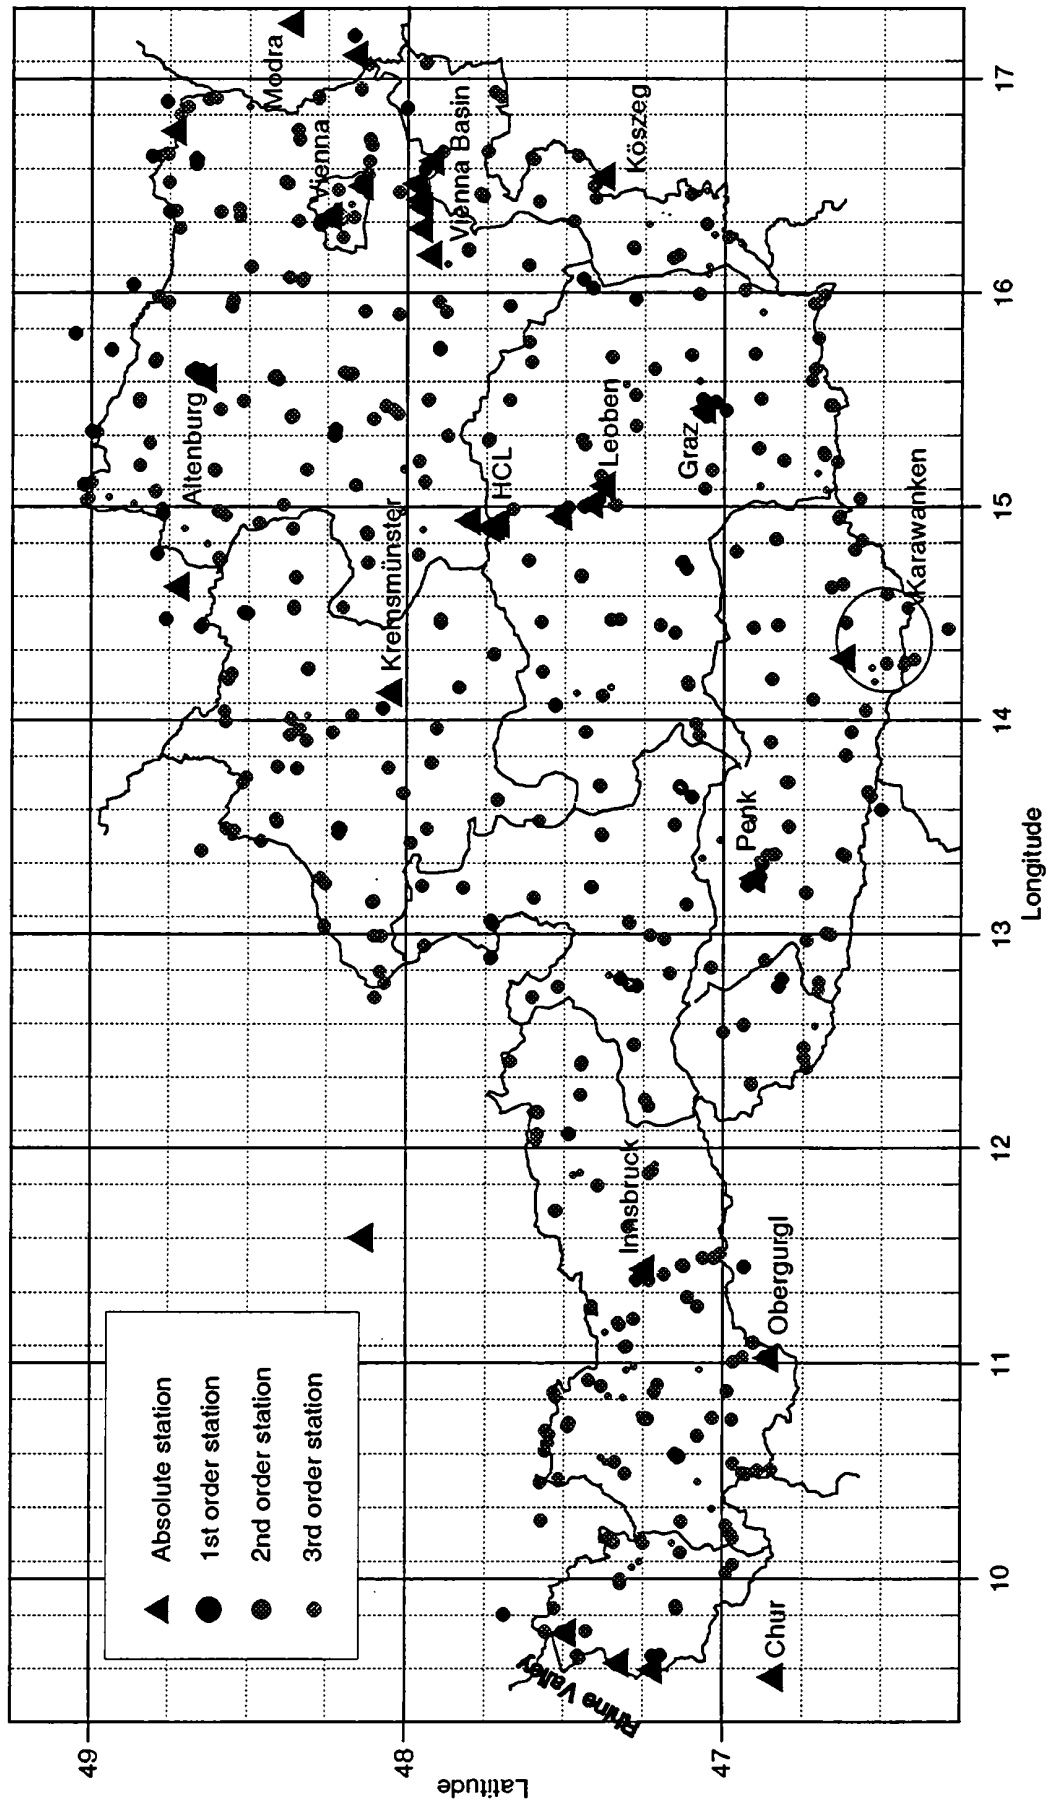 Absolute station
1st order station
2nd order station
3rd order station
Modra
Vienna
Vienna Basin
Köszeg
Altenburg
HCL
Leoben
Graz
Kremsmünster
Karawanken
Penk
Innsbruck
Obergurgl
Rhine Valley
Chur
49
48
47
Latitude
10
11
12
13
14
15
16
17
Longitude